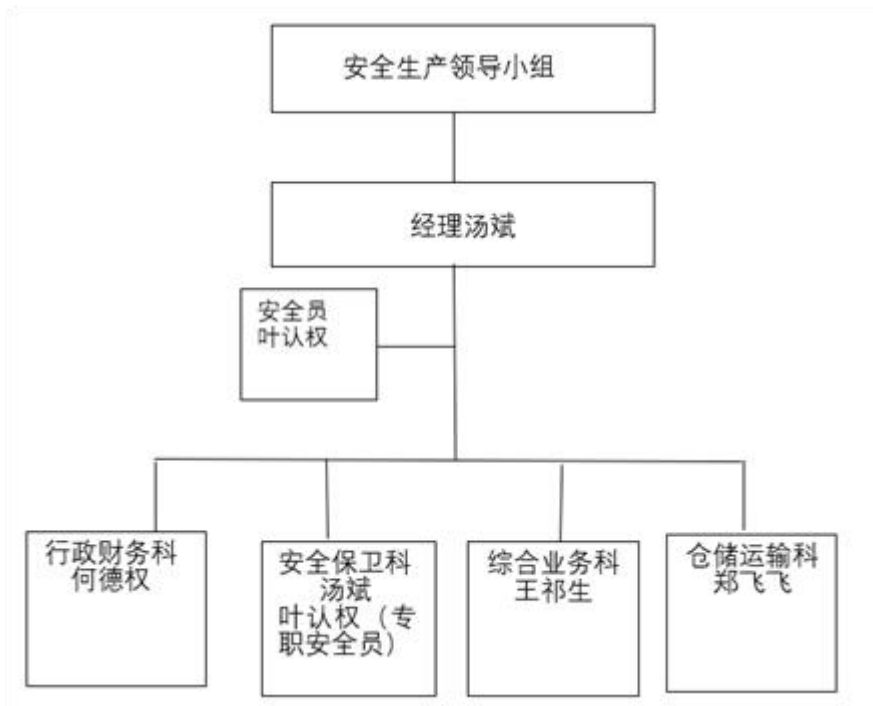 安全生产领导小组
经理汤斌
安全员
叶认权
行政财务科
何德权
安全保卫科
汤斌
叶认权（专
职安全员）
综合业务科
王祁生
仓储运输科
郑飞飞